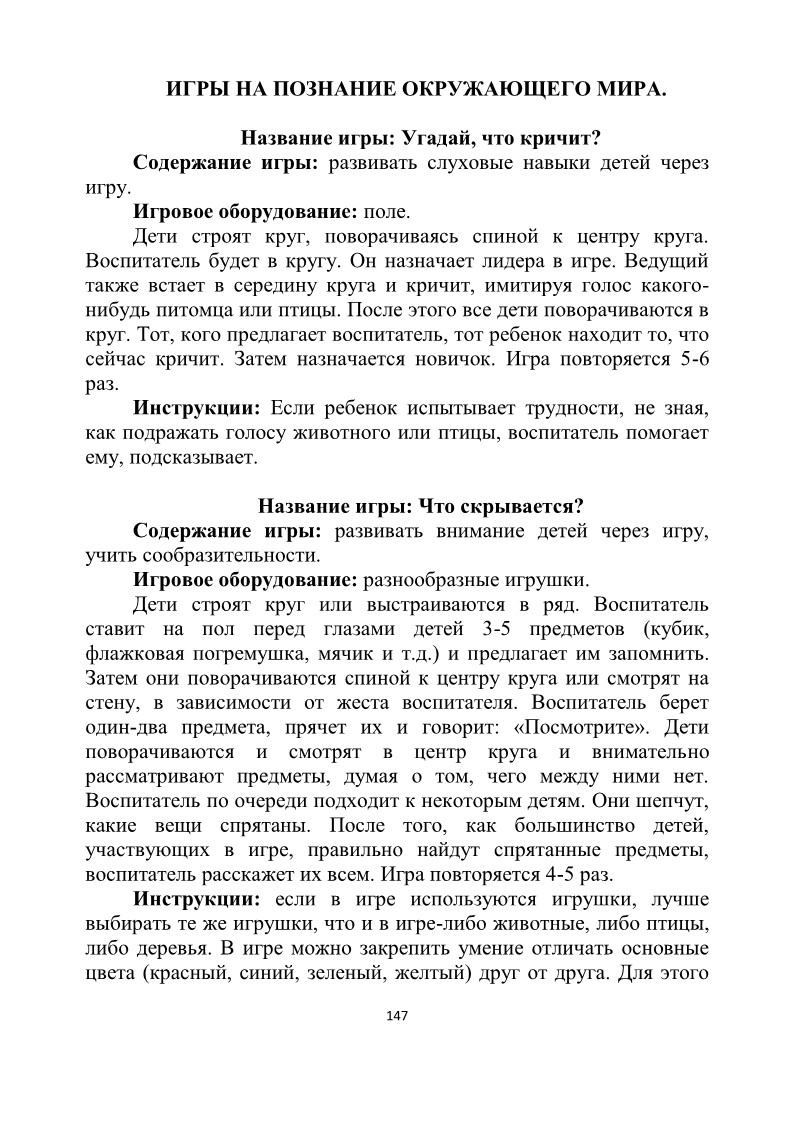 ИГРЫ НА ПОЗНАНИЕ ОКРУЖАЮЩЕГО МИРА.
Название игры: Угадай, что кричит?
Содержание игры: развивать слуховые навыки детей через
игру.
Игровое оборудование: поле.
Дети строят круг, поворачиваясь спиной к центру круга.
Воспитатель будет в кругу. Он назначает лидера в игре. Ведущий
также встает в середину круга и кричит, имитируя голос какого-
нибудь питомца или птицы. После этого все дети поворачиваются в
круг. Тот, кого предлагает воспитатель, тот ребенок находит то, что
сейчас кричит. Затем назначается новичок. Игра повторяется 5-6
раз.
Инструкции: Если ребенок испытывает трудности, не зная,
как подражать голосу животного или птицы, воспитатель помогает
ему, подсказывает.
Название игры: Что скрывается?
Содержание игры: развивать внимание детей через игру,
учить сообразительности.
Игровое оборудование: разнообразные игрушки.
Дети строят круг или выстраиваются в ряд. Воспитатель
ставит на пол перед глазами детей 3-5 предметов (кубик,
флажковая погремушка, мячик и т.д.) и предлагает им запомнить.
Затем они поворачиваются спиной к центру круга или смотрят на
стену, в зависимости от жеста воспитателя. Воспитатель берет
один-два предмета, прячет их и говорит: «Посмотрите». Дети
поворачиваются и смотрят в центр круга и внимательно
рассматривают предметы, думая о том, чего между ними нет.
Воспитатель по очереди подходит к некоторым детям. Они шепчут,
какие вещи спрятаны. После того, как большинство детей,
участвующих в игре, правильно найдут спрятанные предметы,
воспитатель расскажет их всем. Игра повторяется 4-5 раз.
Инструкции: если в игре используются игрушки, лучше
выбирать те же игрушки, что и в игре-либо животные, либо птицы,
либо деревья. В игре можно закрепить умение отличать основные
цвета (красный, синий, зеленый, желтый) друг от друга. Для этого
147